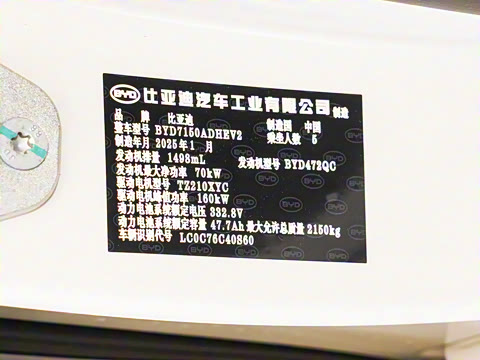 BYD 比亚迪汽车工业有限公司 制造
品 牌 比亚迪 制造国 中国
整车型号 BYD7150ADHEV2 乘坐人数 5
制造年月 2025年1 月
发动机排量 1498mL 发动机型号 BYD472QC
发动机最大净功率 70kW
驱动电机型号 TZ210XYC
驱动电机峰值功率 160kW
动力电池系统额定电压 332.8V
动力电池系统额定容量 47.7Ah 最大允许总质量 2150kg
车辆识别代号 LC0C76C40S60